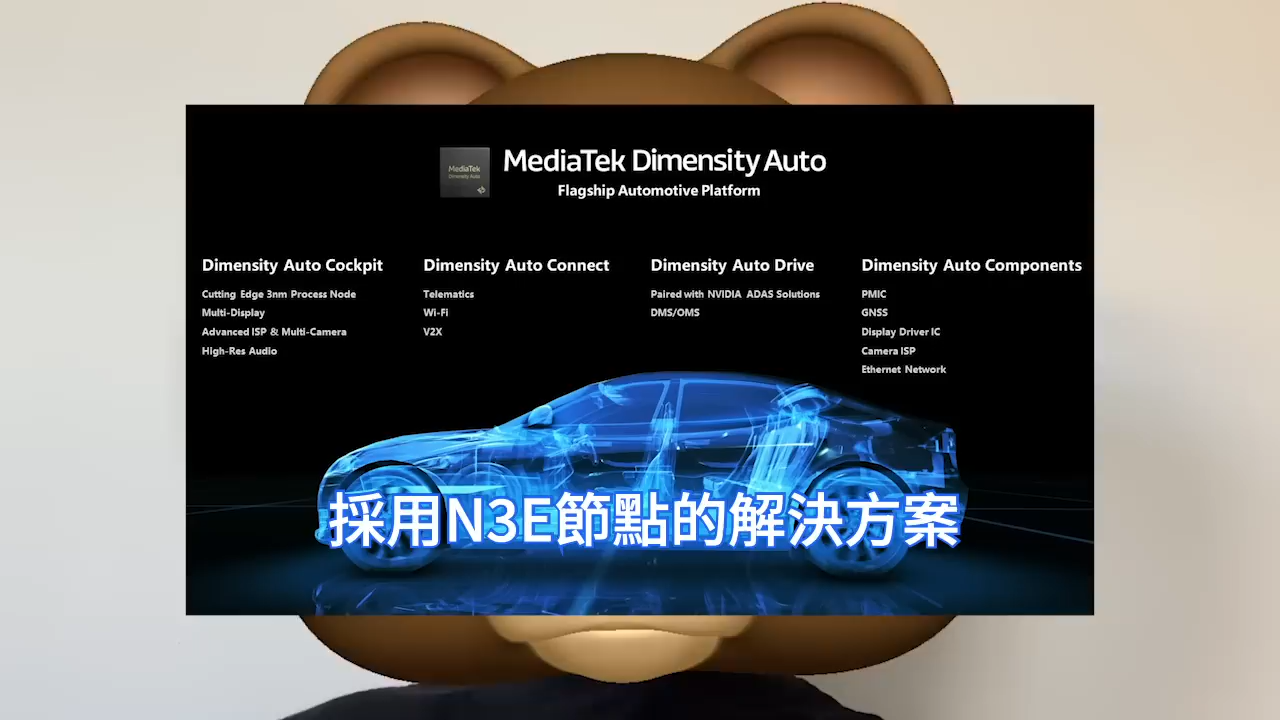 MediaTek
Dimensity Auto
MediaTek Dimensity Auto
Flagship Automotive Platform
Dimensity Auto Cockpit
Cutting Edge 3nm Process Node
Multi-Display
Advanced ISP & Multi-Camera
High-Res Audio
Dimensity Auto Connect
Telematics
Wi-Fi
V2X
Dimensity Auto Drive
Paired with NVIDIA ADAS Solutions
DMS/OMS
Dimensity Auto Components
PMIC
GNSS
Display Driver IC
Camera ISP
Ethernet Network
採用N3E節點的解決方案